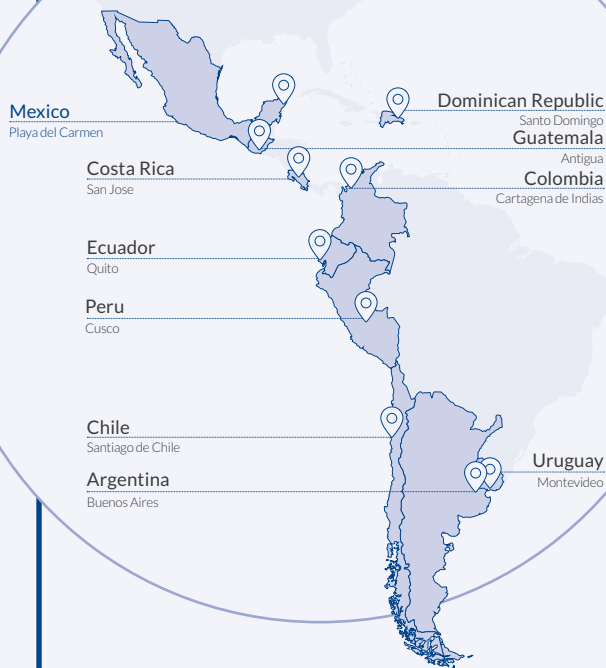 Mexico
Playa del Carmen
Dominican Republic
Santo Domingo
Guatemala
Antigua
Costa Rica
San Jose
Colombia
Cartagena de Indias
Ecuador
Quito
Peru
Cusco
Chile
Santiago de Chile
Uruguay
Montevideo
Argentina
Buenos Aires